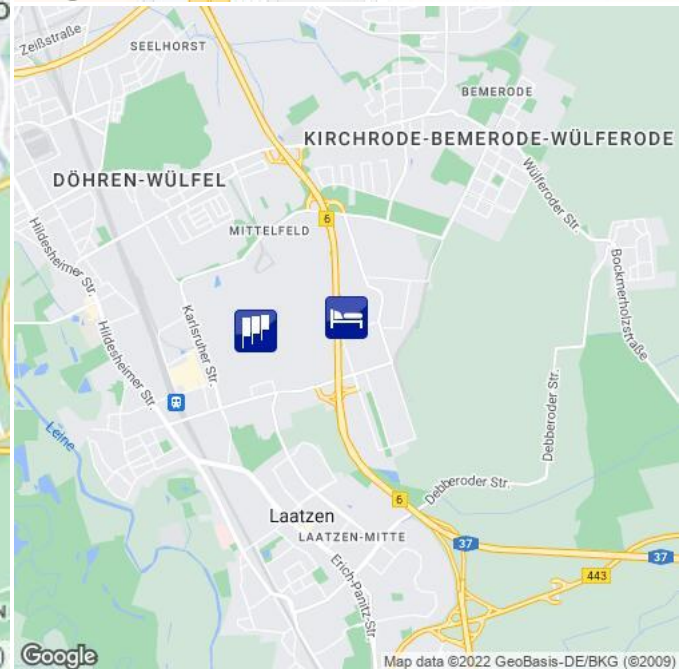 Zeißstraße
SEELHORST
BEMERODE
KIRCHRODE-BEMERODE-WÜLFERODE
DÖHREN-WÜLFEL
Wülferoder Str.
6
MITTELFELD
Hildesheimer Str.
Bockmerholzstraße
Karlsruher Str.
Hildesheimer Str.
Debberoder Str.
Leine
Debberoder Str.
6
Laatzen
LAATZEN-MITTE
37
37
Erich-Panitz-Str.
443
Google
Map data ©2022 GeoBasis-DE/BKG (©2009)